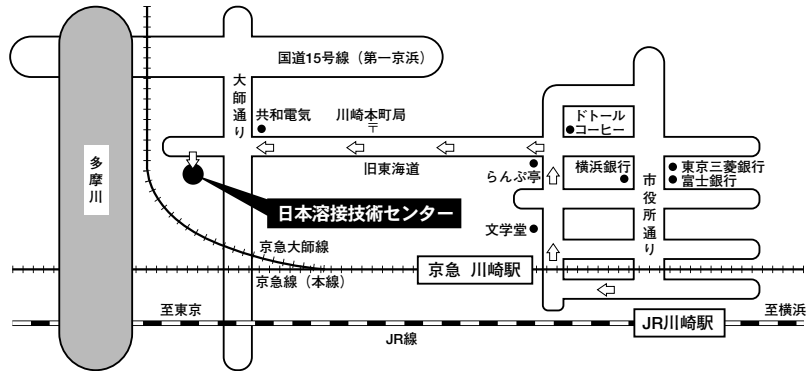 国道15号線（第一京浜）
大師通り
共和電気
川崎本町局
〒
ドトール
コーヒー
多摩川
旧東海道
らんぷ亭
横浜銀行
東京三菱銀行
富士銀行
市役所通り
日本溶接技術センター
文学堂
京急大師線
京急線（本線）
京急 川崎駅
至東京
至横浜
JR川崎駅
JR線